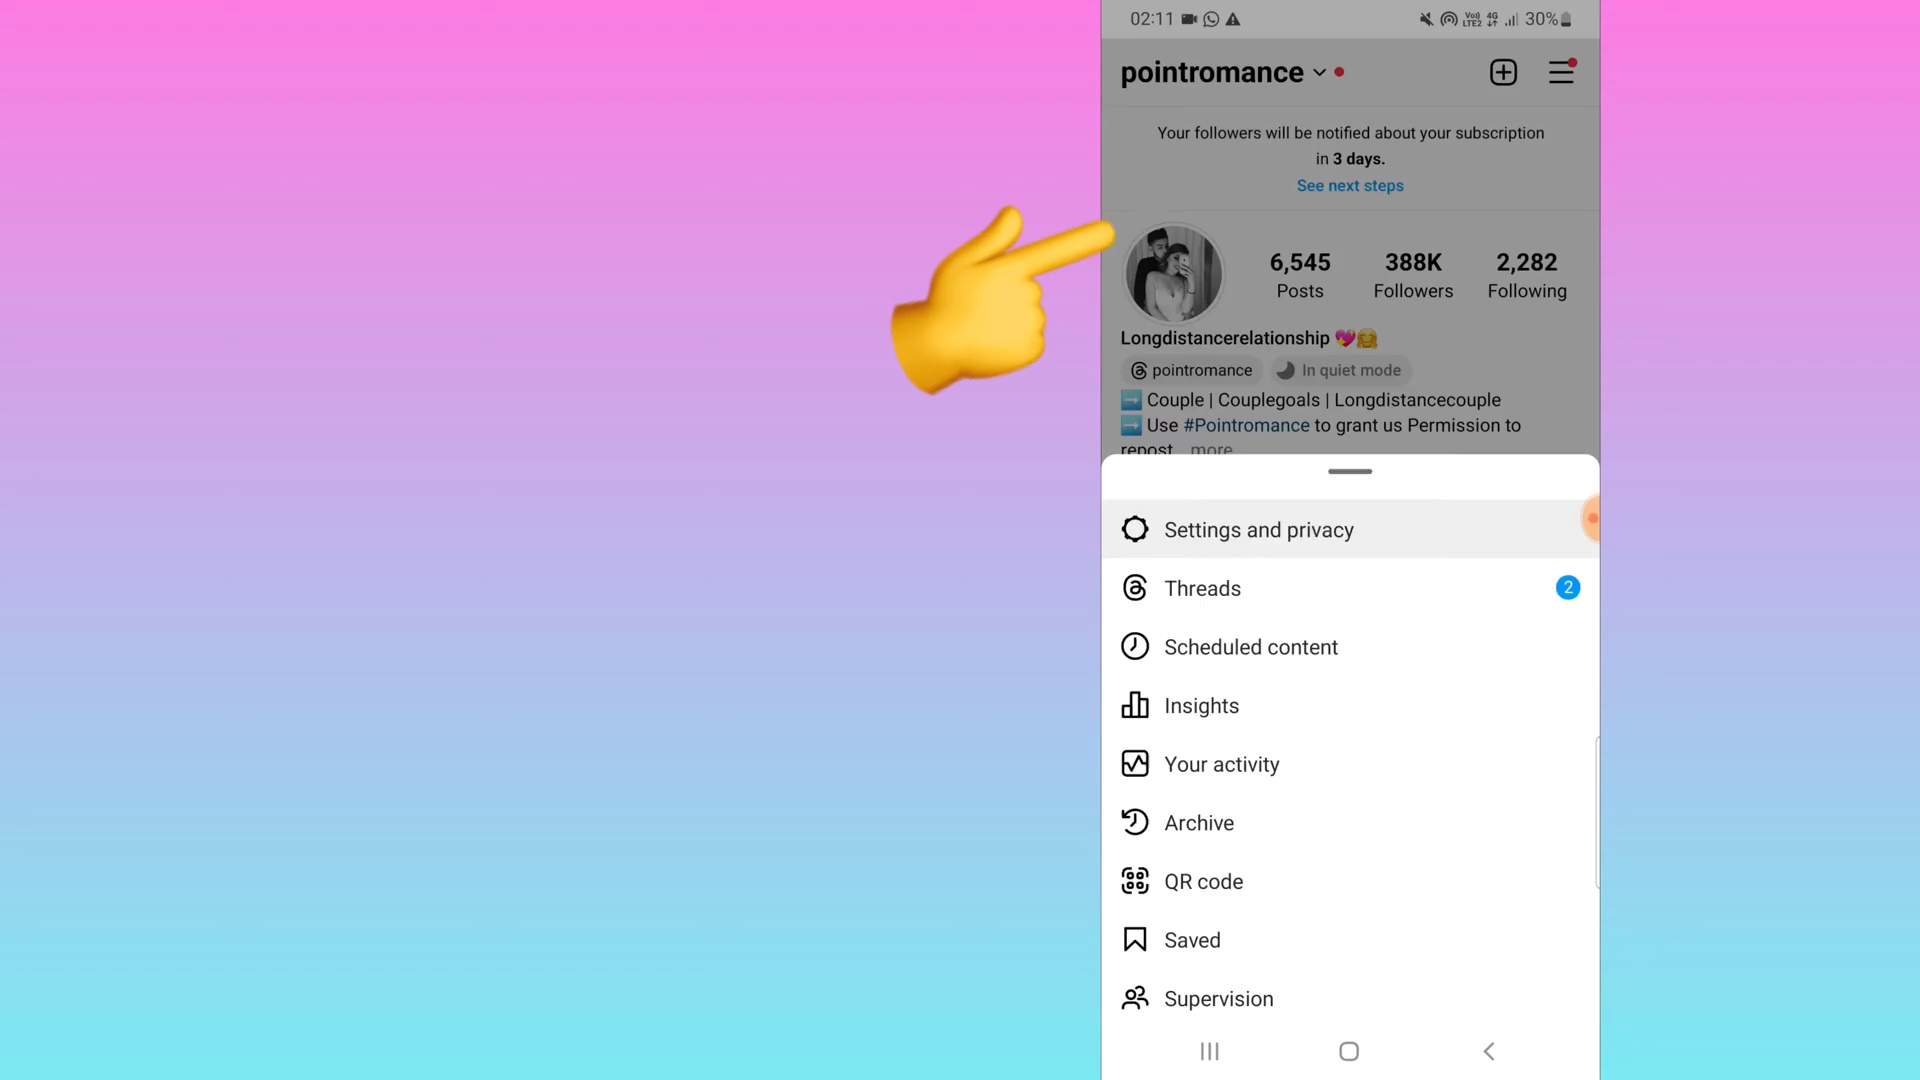 02:11 Vo) LTE2 4G 30%
pointromance
Your followers will be notified about your subscription
in 3 days.
See next steps
6,545 388K 2,282
Posts Followers Following
Longdistancerelationship 💖🤗
pointromance In quiet mode
➡️ Couple | Couplegoals | Longdistancecouple
➡️ Use #Pointromance to grant us Permission to
repost... more
Settings and privacy
Threads 2
Scheduled content
Insights
Your activity
Archive
QR code
Saved
Supervision